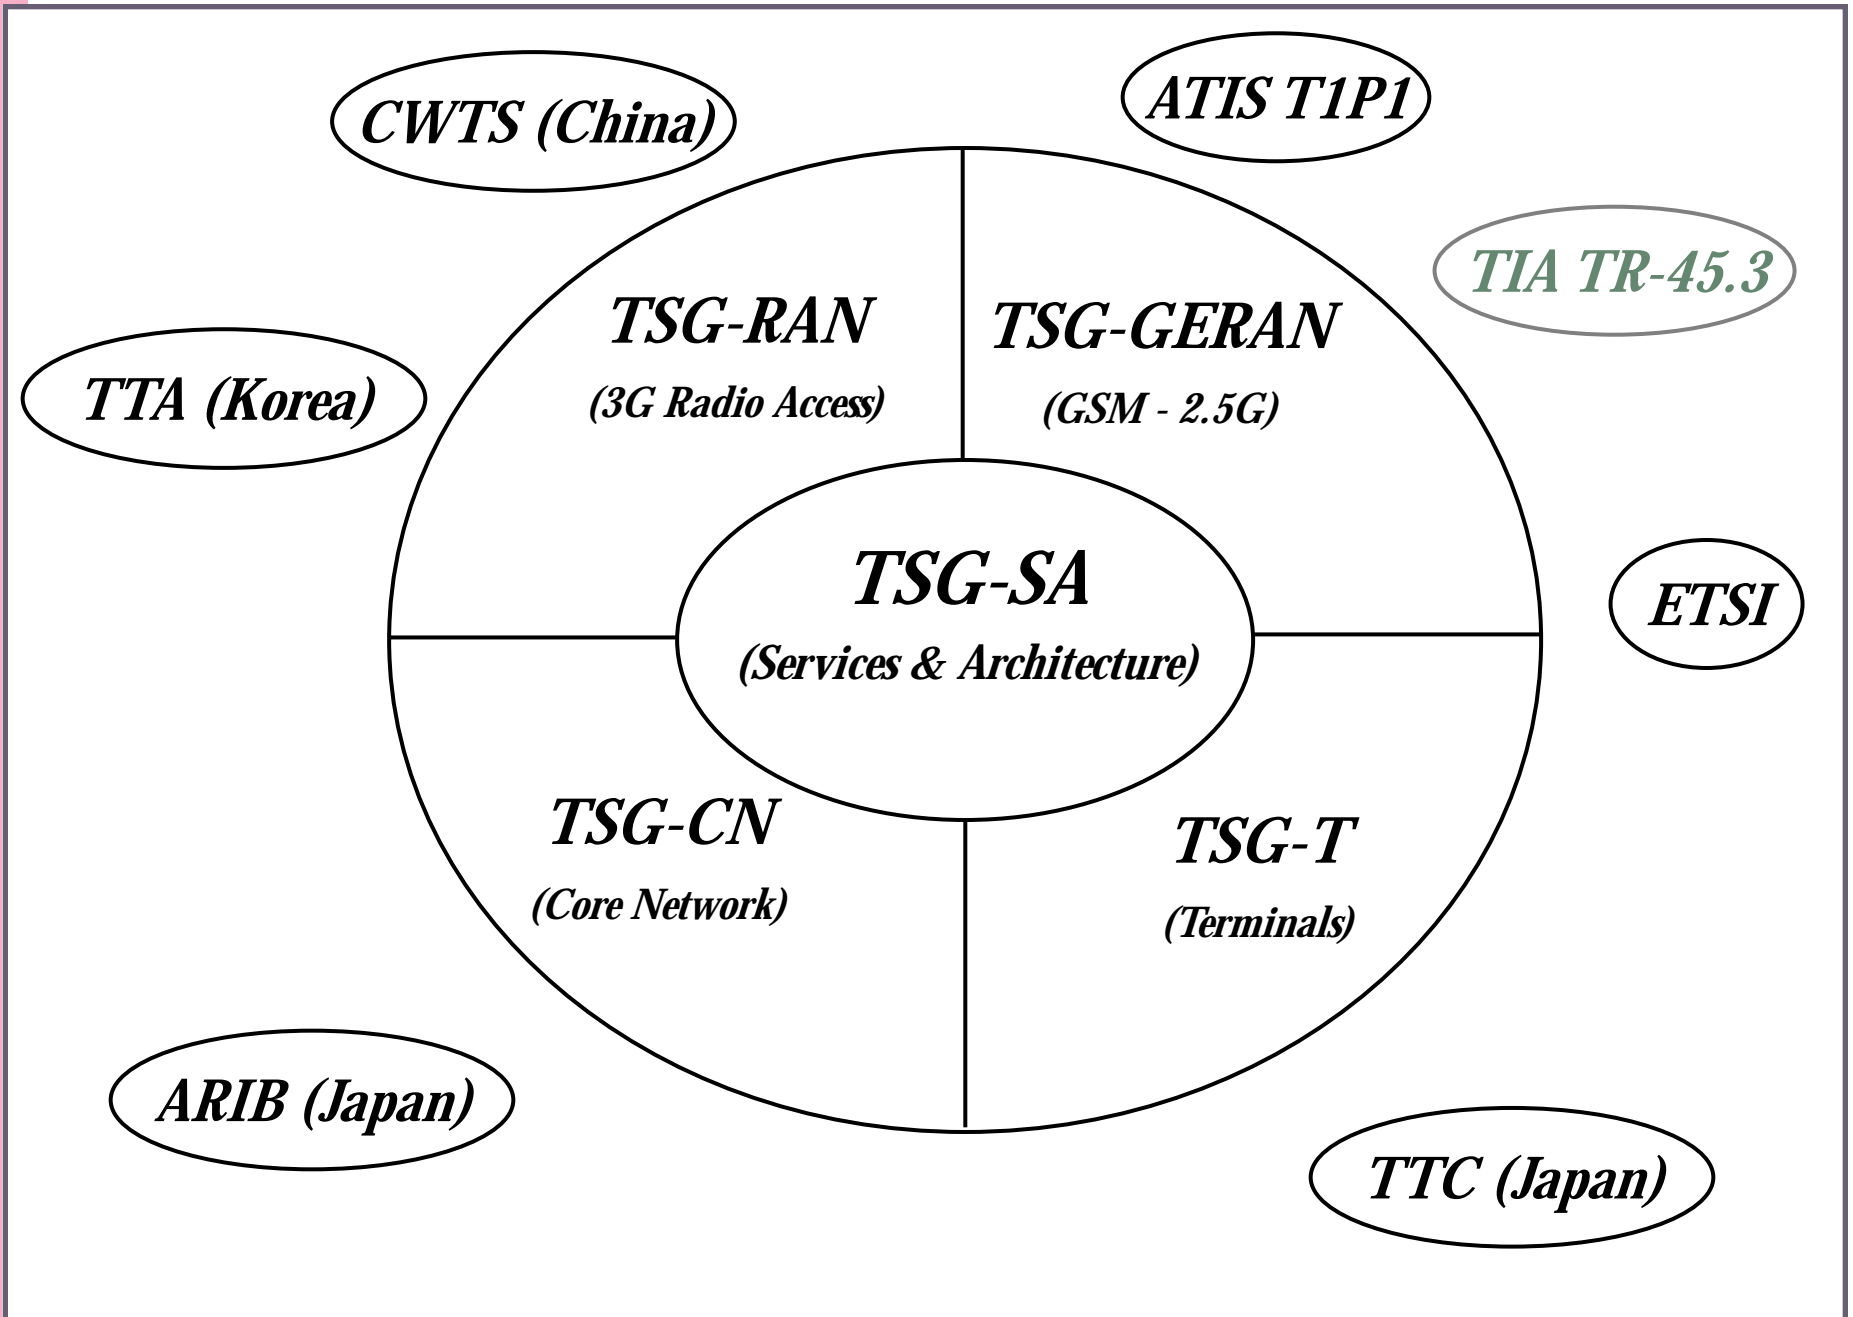 ATIS T1P1
CWTS (China)
TIA TR-45.3
TSG-RAN
(3G Radio Access)
TSG-GERAN
(GSM - 2.5G)
TTA (Korea)
TSG-SA
(Services & Architecture)
ETSI
TSG-CN
(Core Network)
TSG-T
(Terminals)
ARIB (Japan)
TTC (Japan)